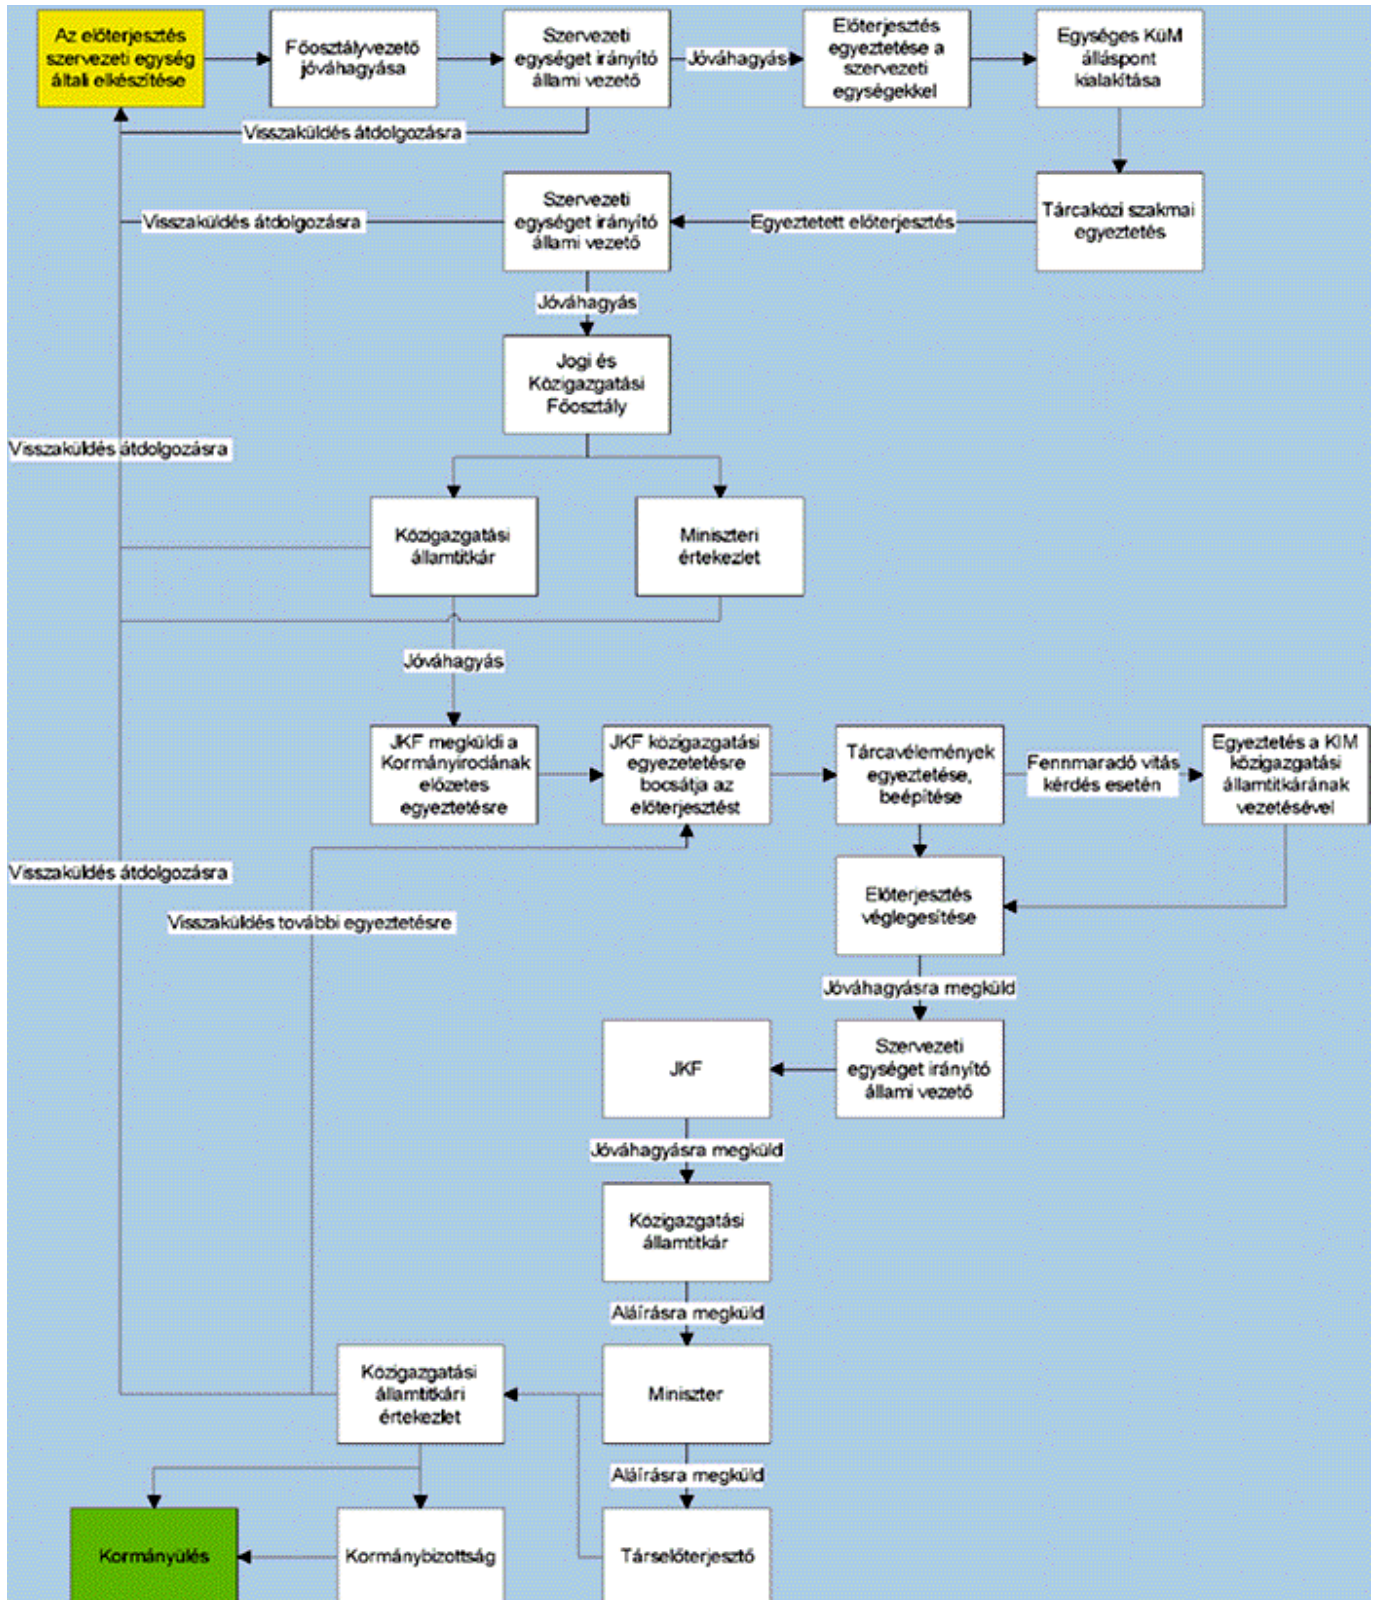 Az előterjesztés
szervezeti egység
általi elkészítése
Főosztályvezető
jóváhagyása
Szervezeti
egységet irányító
állami vezető
Jóváhagyás
Előterjesztés
egyeztetése a
szervezeti
egységekkel
Egységes KüM
álláspont
kialakítása
Visszaküldés átdolgozásra
Visszaküldés átdolgozásra
Szervezeti
egységet irányító
állami vezető
Egyeztetett előterjesztés
Tárcaközi szakmai
egyeztetés
Jóváhagyás
Jogi és
Közigazgatási
Főosztály
Visszaküldés átdolgozásra
Közigazgatási
államtitkár
Miniszteri
értekezlet
Jóváhagyás
JKF megküldi a
Kormányirodának
előzetes
egyeztetésre
JKF közigazgatási
egyezetetésre
bocsátja az
előterjesztést
Tárcavélemények
egyeztetése,
beépítése
Fennmaradó vitás
kérdés esetén
Egyeztetés a KIM
közigazgatási
államtitkárának
vezetésével
Visszaküldés átdolgozásra
Visszaküldés további egyeztetésre
Előterjesztés
véglegesítése
Jóváhagyásra megküld
JKF
Szervezeti
egységet irányító
állami vezető
Jóváhagyásra megküld
Közigazgatási
államtitkár
Aláírásra megküld
Közigazgatási
államtitkári
értekezlet
Miniszter
Aláírásra megküld
Kormányülés
Kormánybizottság
Társelőterjesztő